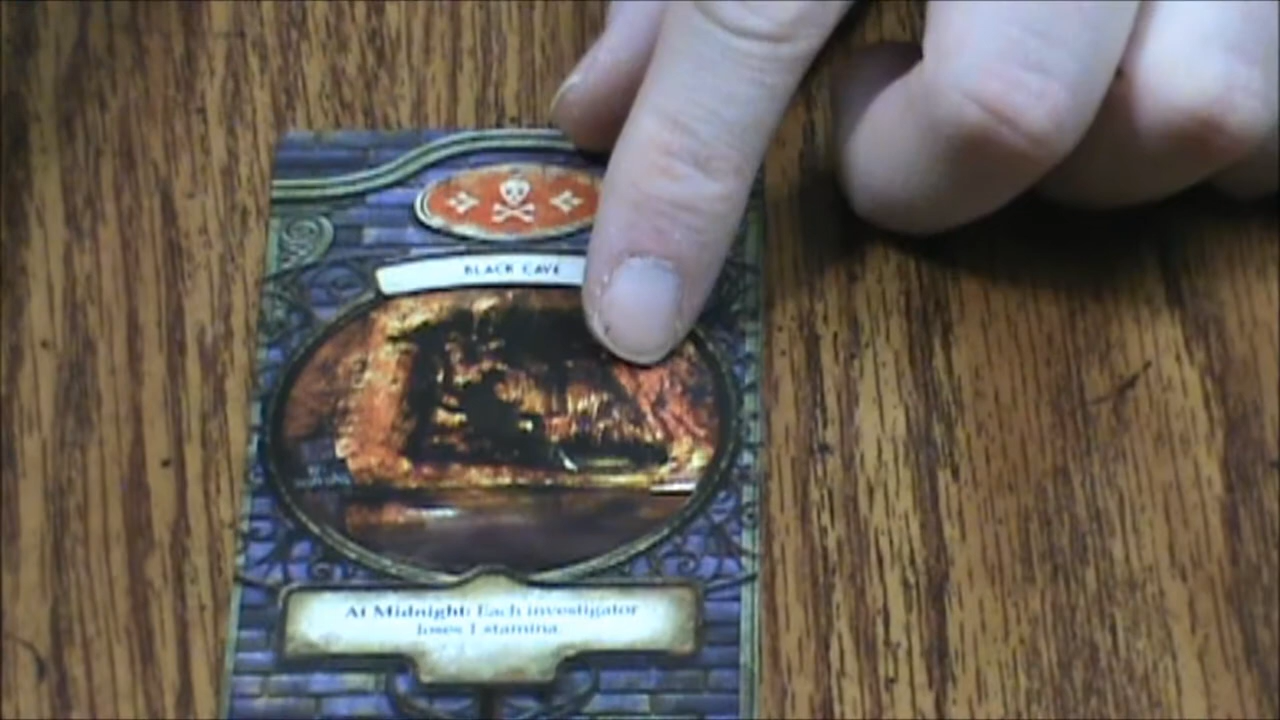 BLACK CAVE
At Midnight: Each investigator
loses 1 stamina.